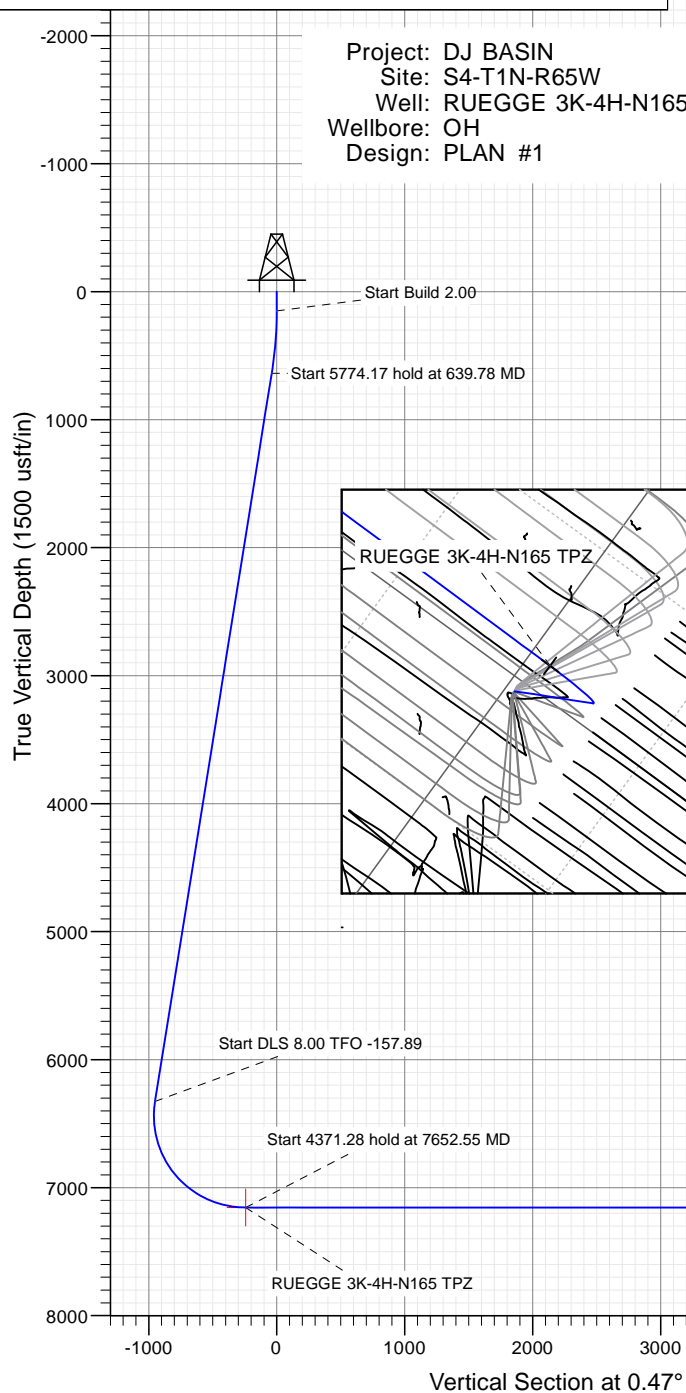 Project: DJ BASIN
Site: S4-T1N-R65W
Well: RUEGGE 3K-4H-N165
Wellbore: OH
Design: PLAN #1
-2000
-1000
0
1000
2000
3000
4000
5000
6000
7000
8000
True Vertical Depth (1500 usft/in)
Start Build 2.00
Start 5774.17 hold at 639.78 MD
RUEGGE 3K-4H-N165 TPZ
Start DLS 8.00 TFO -157.89
Start 4371.28 hold at 7652.55 MD
RUEGGE 3K-4H-N165 TPZ
-1000
0
1000
2000
3000
Vertical Section at 0.47°